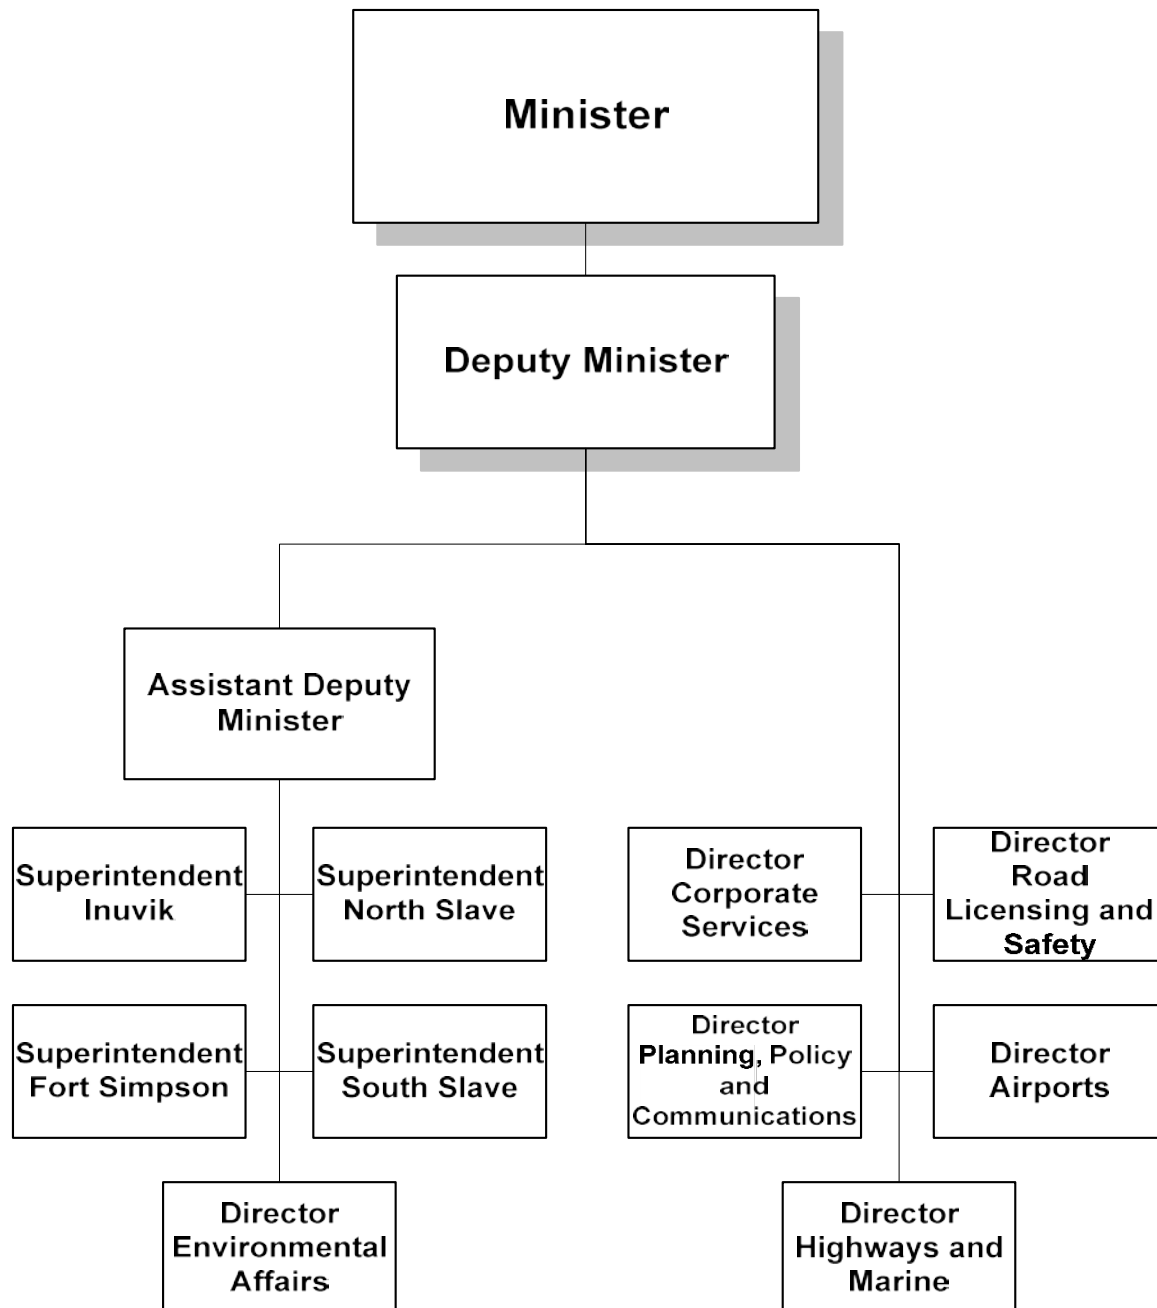 Minister
Deputy Minister
Assistant Deputy
Minister
Superintendent
Inuvik
Superintendent
North Slave
Director
Corporate
Services
Director
Road
Licensing and
Safety
Superintendent
Fort Simpson
Superintendent
South Slave
Director
Planning, Policy
and
Communications
Director
Airports
Director
Environmental
Affairs
Director
Highways and
Marine